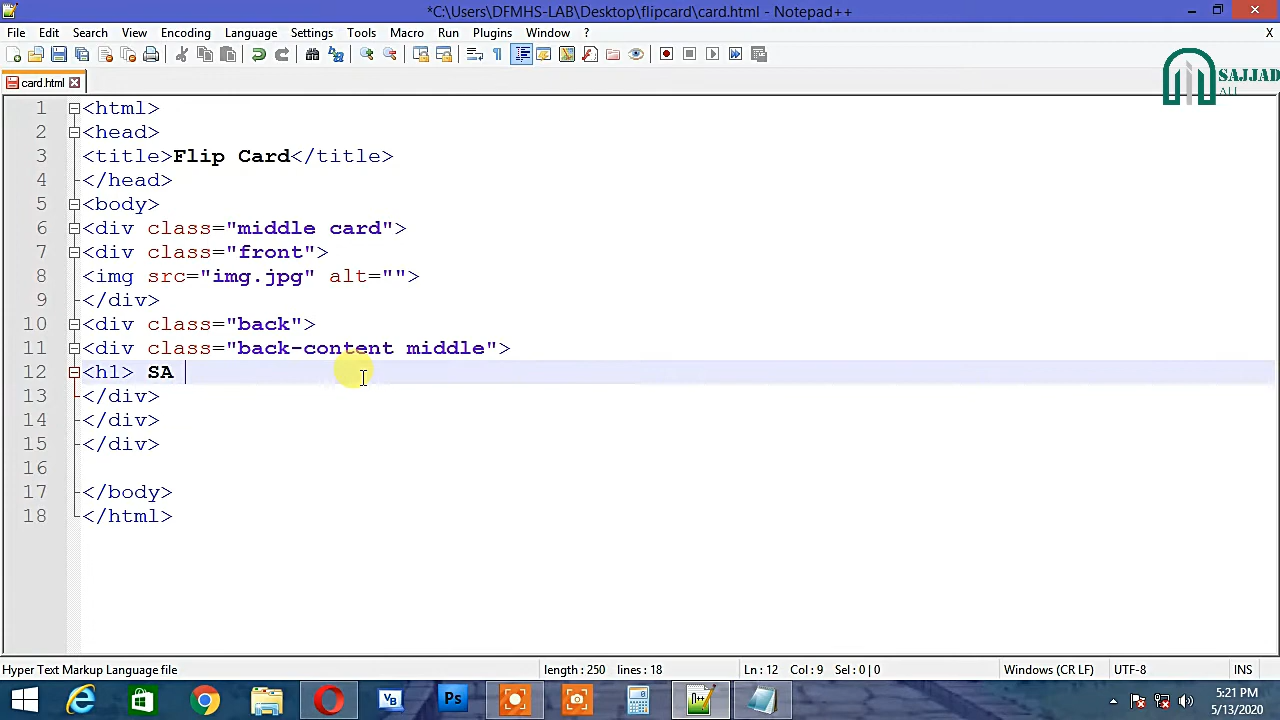 *C:\Users\DFMHS-LAB\Desktop\flipcard\card.html - Notepad++
File Edit Search View Encoding Language Settings Tools Macro Run Plugins Window ? X
SAJJAD
ALI
card.html
1 <html>
2 <head>
3 <title>Flip Card</title>
4 </head>
5 <body>
6 <div class="middle card">
7 <div class="front">
8 <img src="img.jpg" alt="">
9 </div>
10 <div class="back">
11 <div class="back-content middle">
12 <h1> SA
13 </div>
14 </div>
15 </div>
16
17 </body>
18 </html>
Hyper Text Markup Language file length : 250 lines : 18 Ln : 12 Col : 9 Sel : 0 | 0 Windows (CR LF) UTF-8 INS
VB Ps
5:21 PM
5/13/2020